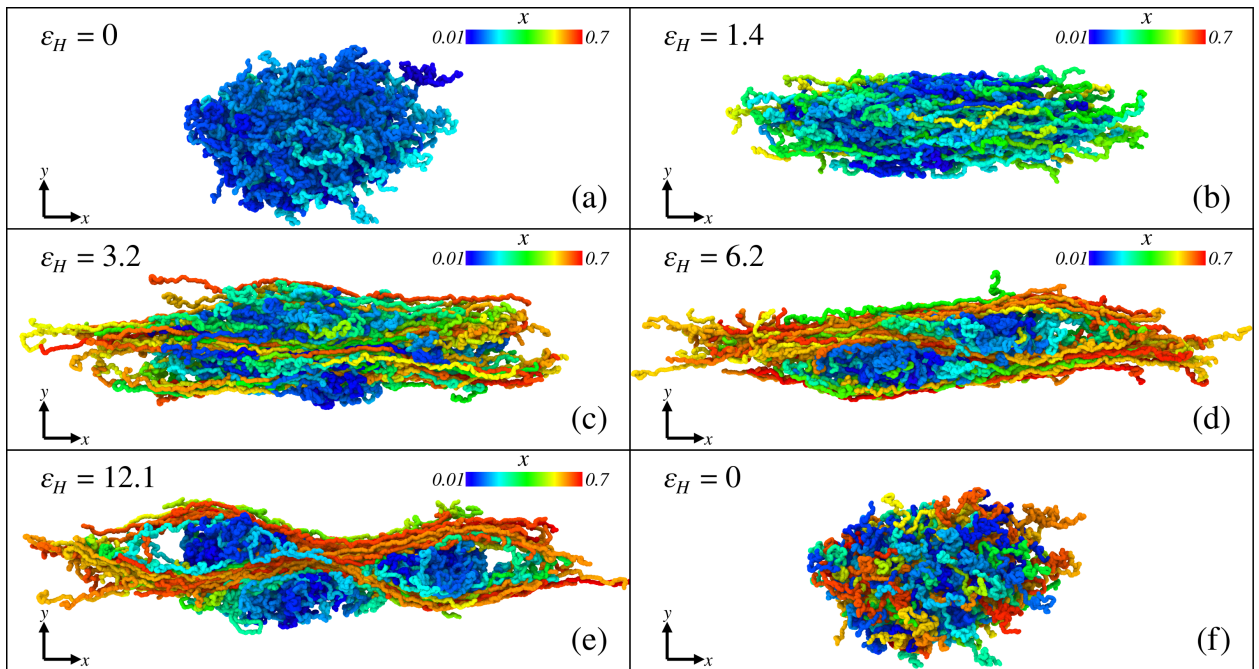 ε_H = 0
x
0.01 0.7
y
x
(a)
ε_H = 1.4
x
0.01 0.7
y
x
(b)
ε_H = 3.2
x
0.01 0.7
y
x
(c)
ε_H = 6.2
x
0.01 0.7
y
x
(d)
ε_H = 12.1
x
0.01 0.7
y
x
(e)
ε_H = 0
y
x
(f)